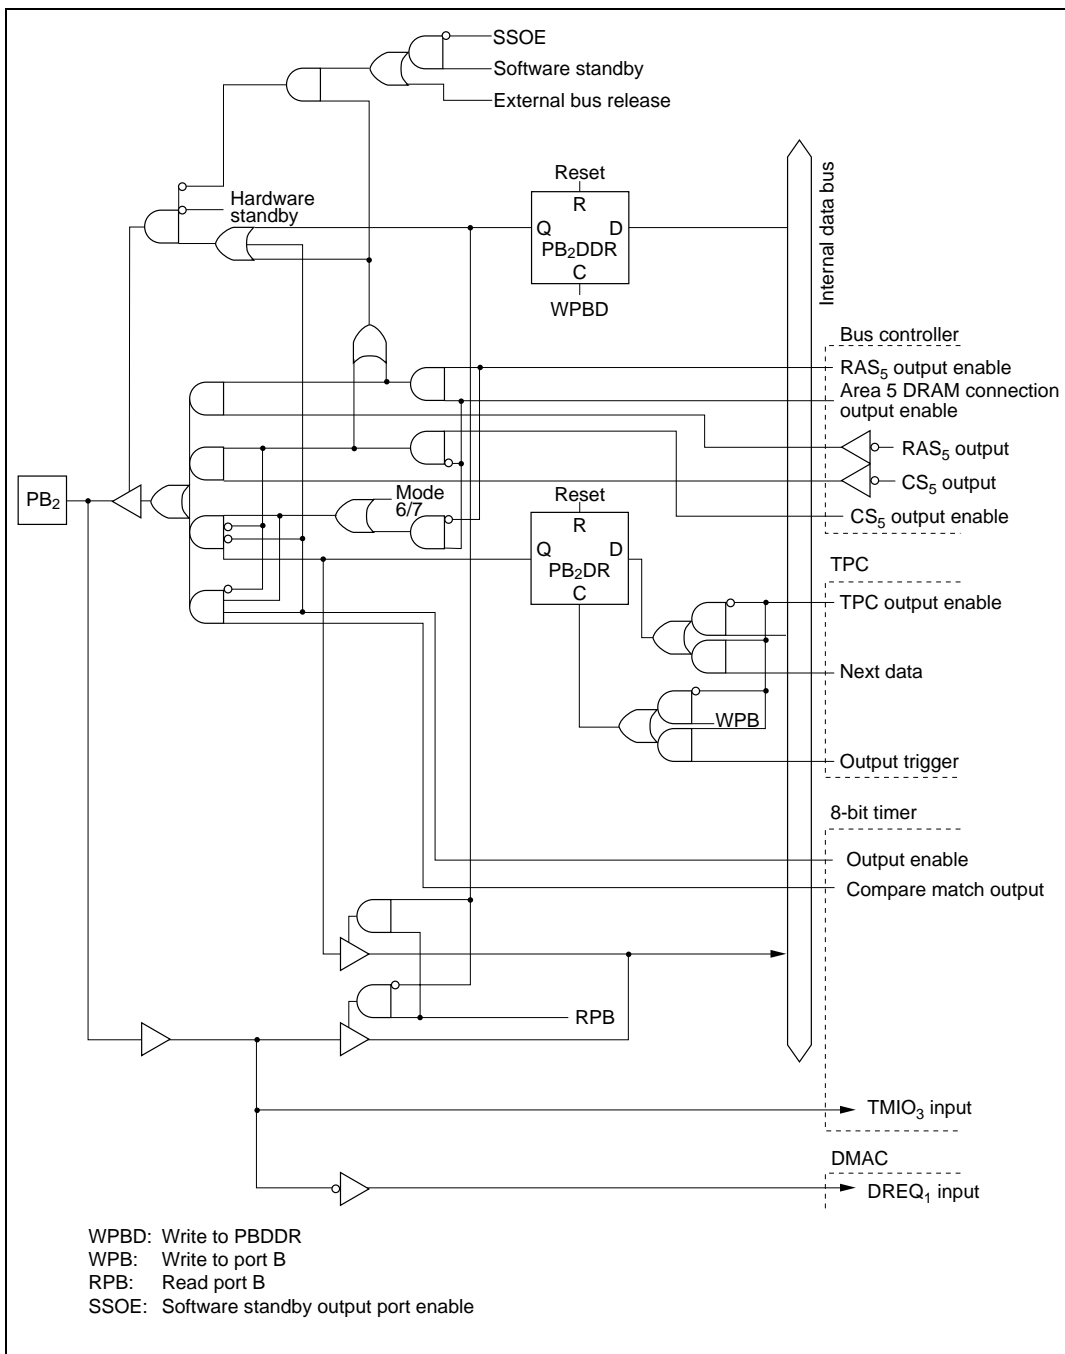 SSOE
Software standby
External bus release
Hardware
standby
Reset
R
Q D
PB2DDR
C
WPBD
Internal data bus
Bus controller
RAS5 output enable
Area 5 DRAM connection
output enable
RAS5 output
CS5 output
CS5 output enable
PB2
Mode
6/7
Reset
R
Q D
PB2DR
C
TPC
TPC output enable
Next data
WPB
Output trigger
8-bit timer
Output enable
Compare match output
RPB
TMIO3 input
DMAC
DREQ1 input
WPBD: Write to PBDDR
WPB: Write to port B
RPB: Read port B
SSOE: Software standby output port enable